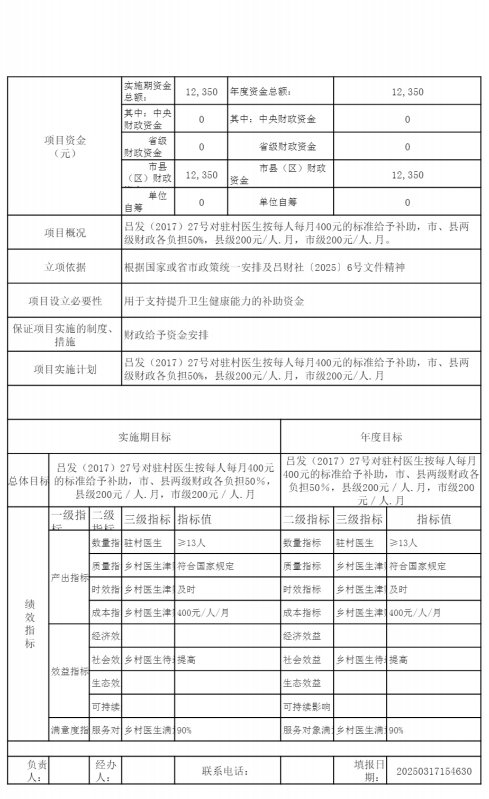 项目资金
（元）
实施期资金
总额：
12,350
年度资金总额：
12,350
其中：中央
财政资金
0
其中：中央财政资金
0
省级
财政资金
0
省级财政资金
0
市县
（区）财政
12,350
市县（区）财政
资金
12,350
单位
自筹
0
单位自筹
0
项目概况
吕发（2017）27号对驻村医生按每人每月400元的标准给予补助，市、县两
级财政各负担50%，县级200元/人.月，市级200元/人.月。
立项依据
根据国家或省市政策统一安排及吕财社〔2025〕6号文件精神
项目设立必要性
用于支持提升卫生健康能力的补助资金
保证项目实施的制度、
措施
财政给予资金安排
项目实施计划
吕发（2017）27号对驻村医生按每人每月400元的标准给予补助，市、县两
级财政各负担50%，县级200元/人.月，市级200元/人.月
实施期目标
年度目标
总体目标
吕发（2017）27号对驻村医生按每人每月400元
的标准给予补助，市、县两级财政各负担50%，
县级200元/人.月，市级200元/人.月
吕发（2017）27号对驻村医生按每人每月
400元的标准给予补助，市、县两级财政各
负担50%，县级200元/人.月，市级200元
/人.月
绩
效
指
标
一级指
标
二级
指标
三级指标
指标值
二级指标
三级指标
指标值
产出指标
数量指
驻村医生
≥13人
数量指标
驻村医生
≥13人
质量指
乡村医生津
符合国家规定
质量指标
乡村医生津
符合国家规定
时效指
乡村医生津
及时
时效指标
乡村医生津
及时
成本指
乡村医生津
400元/人/月
成本指标
乡村医生津
400元/人/月
效益指标
经济效
经济效益
社会效
乡村医生待
提高
社会效益
乡村医生待
提高
生态效
生态效益
可持续
可持续影响
满意度指
服务对
乡村医生满
90%
服务对象满
乡村医生满
90%
负责
人：
经办
人：
联系电话：
填报日
期：
20250317154630